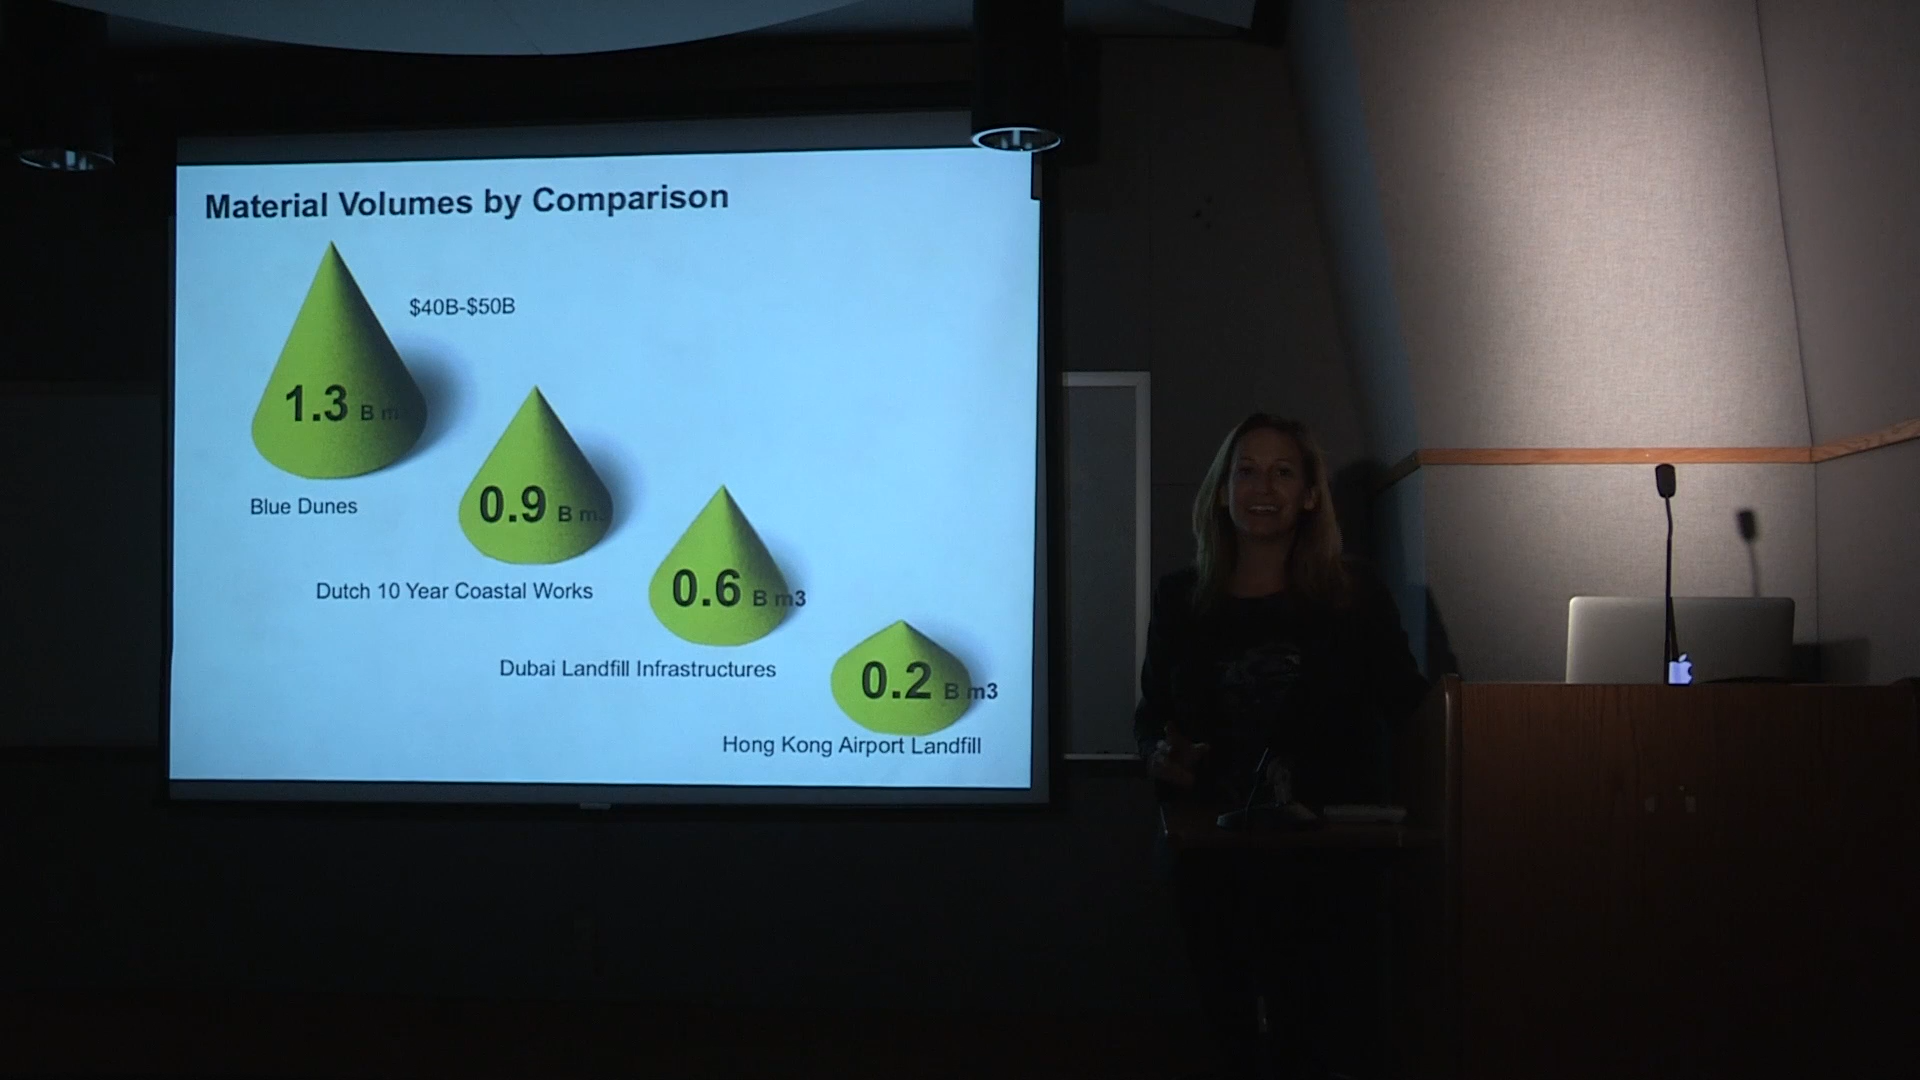 Material Volumes by Comparison
$40B-$50B
1.3 B m
Blue Dunes
0.9 B m
Dutch 10 Year Coastal Works
0.6 B m3
Dubai Landfill Infrastructures
0.2 B m3
Hong Kong Airport Landfill